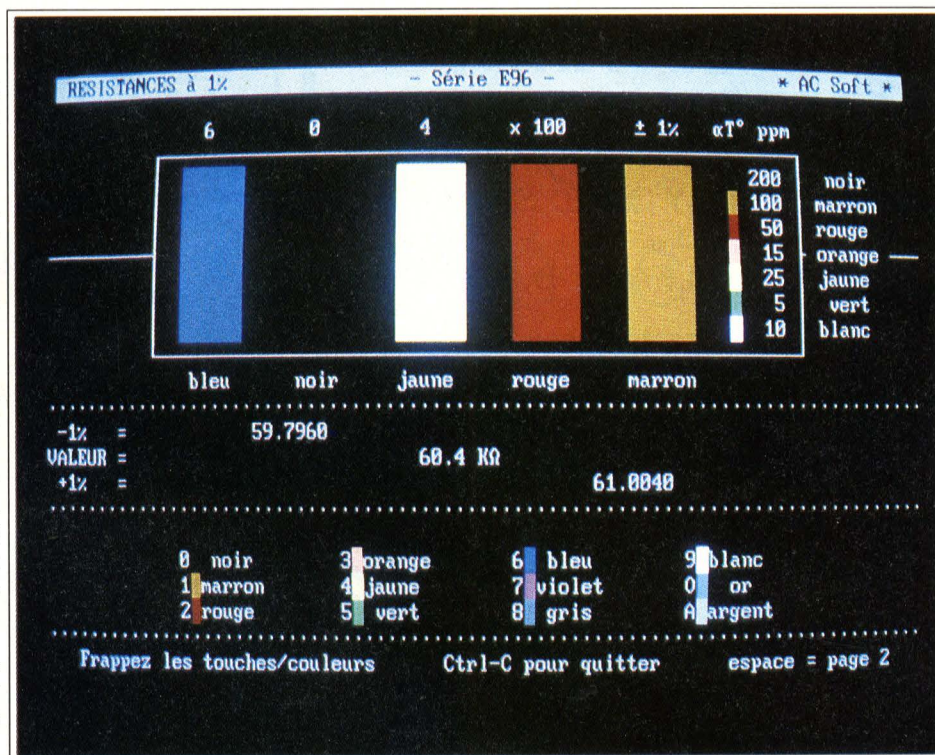 RESISTANCES à 1% - Série E96 - * AC Soft *
6 0 4 x 100 ± 1% αT° ppm
200 noir
100 marron
50 rouge
15 orange
25 jaune
5 vert
10 blanc
bleu noir jaune rouge marron
-1% = 59.7960
VALEUR = 60.4 KΩ
+1% = 61.0040
0 noir 3 orange 6 bleu 9 blanc
1 marron 4 jaune 7 violet O or
2 rouge 5 vert 8 gris A argent
Frappez les touches/couleurs Ctrl-C pour quitter espace = page 2